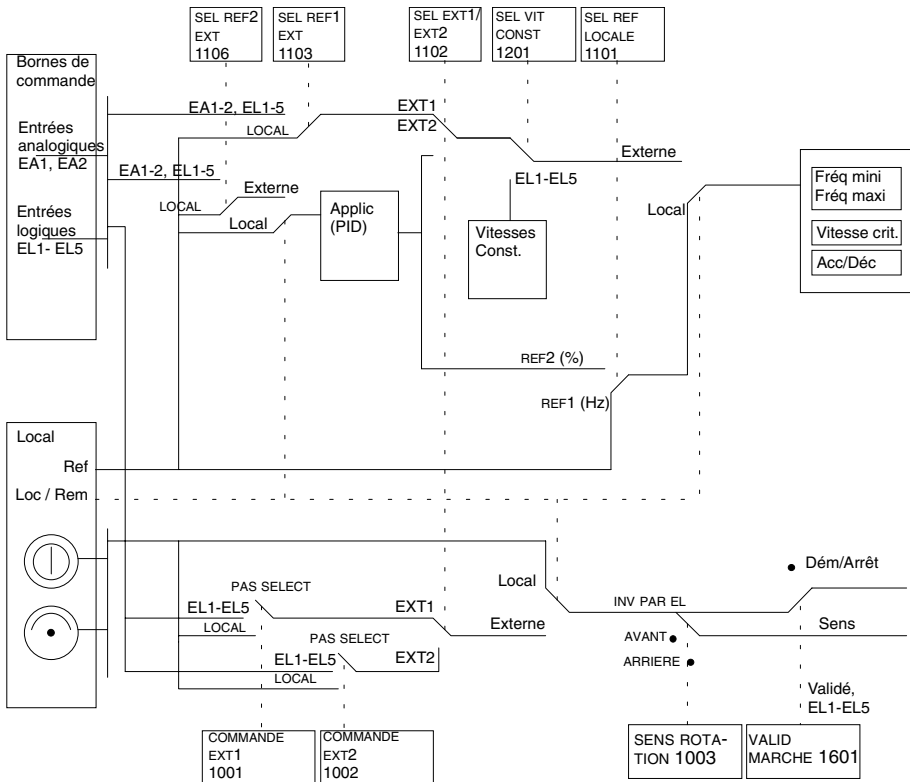 SEL REF2
EXT
1106
SEL REF1
EXT
1103
SEL EXT1/
EXT2
1102
SEL VIT
CONST
1201
SEL REF
LOCALE
1101
Bornes de
commande
Entrées
analogiques
EA1, EA2
Entrées
logiques
EL1- EL5
EA1-2, EL1-5
LOCAL
EXT1
EXT2
EA1-2, EL1-5
LOCAL
Externe
Local
Applic
(PID)
EL1-EL5
Vitesses
Const.
Externe
Local
Fréq mini
Fréq maxi
Vitesse crit.
Acc/Déc
REF2 (%)
REF1 (Hz)
Local
Ref
Loc / Rem
PAS SELECT
EL1-EL5
LOCAL
EXT1
PAS SELECT
EL1-EL5
LOCAL
EXT2
Local
Externe
INV PAR EL
Dém/Arrêt
Sens
AVANT
ARRIERE
Validé,
EL1-EL5
COMMANDE
EXT1
1001
COMMANDE
EXT2
1002
SENS ROTA-
TION 1003
VALID
MARCHE 1601